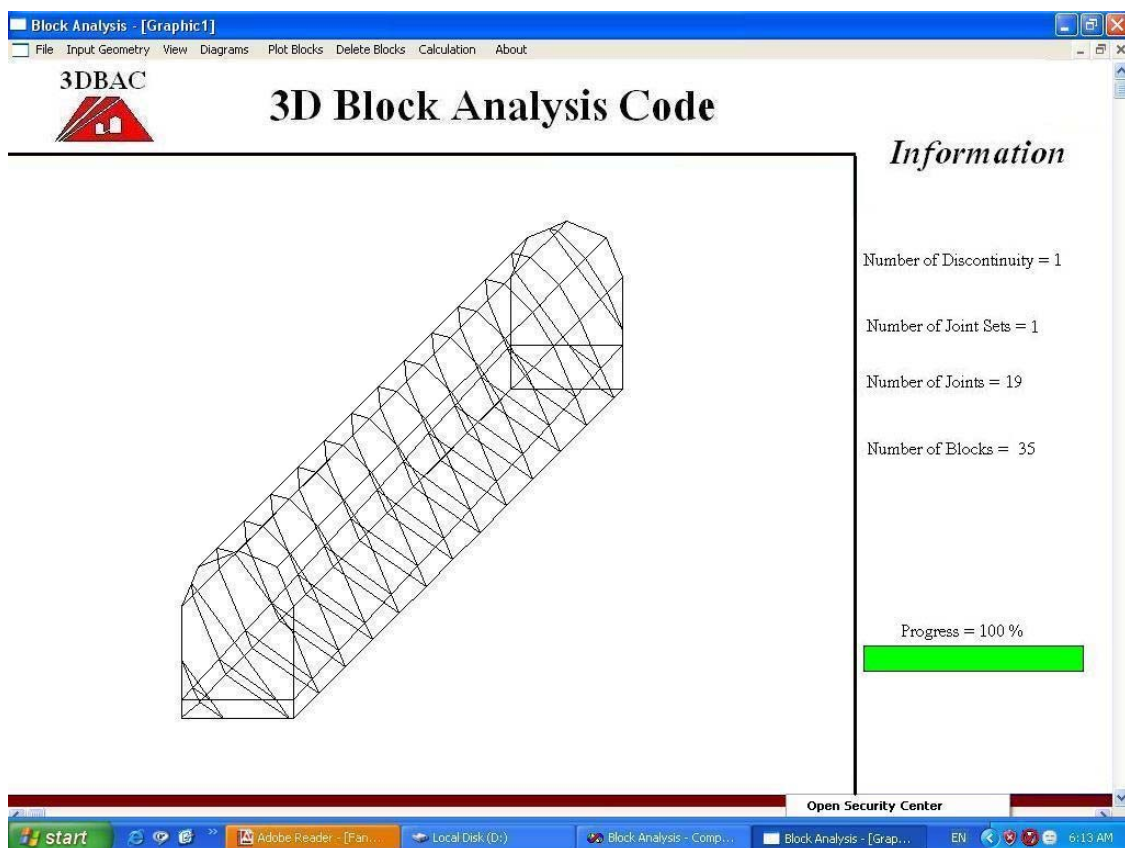 Block Analysis - [Graphic1]
File Input Geometry View Diagrams Plot Blocks Delete Blocks Calculation About
3DBAC
3D Block Analysis Code
Information
Number of Discontinuity = 1
Number of Joint Sets = 1
Number of Joints = 19
Number of Blocks = 35
Progress = 100 %
Open Security Center
start
Adobe Reader - [Fan...
Local Disk (D:)
Block Analysis - Comp...
Block Analysis - [Grap...
EN
6:13 AM